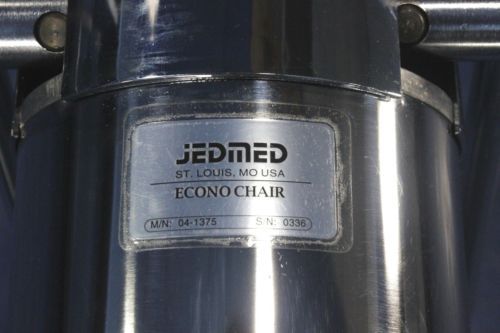 JEDMED
ST. LOUIS, MO USA
ECONO CHAIR
M/N: 04-1375 S/N: 0336